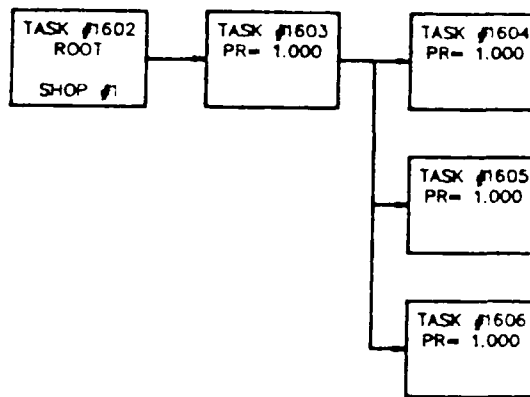 TASK #1602
ROOT
SHOP #1
TASK #1603
PR= 1.000
TASK #1604
PR= 1.000
TASK #1605
PR= 1.000
TASK #1606
PR= 1.000